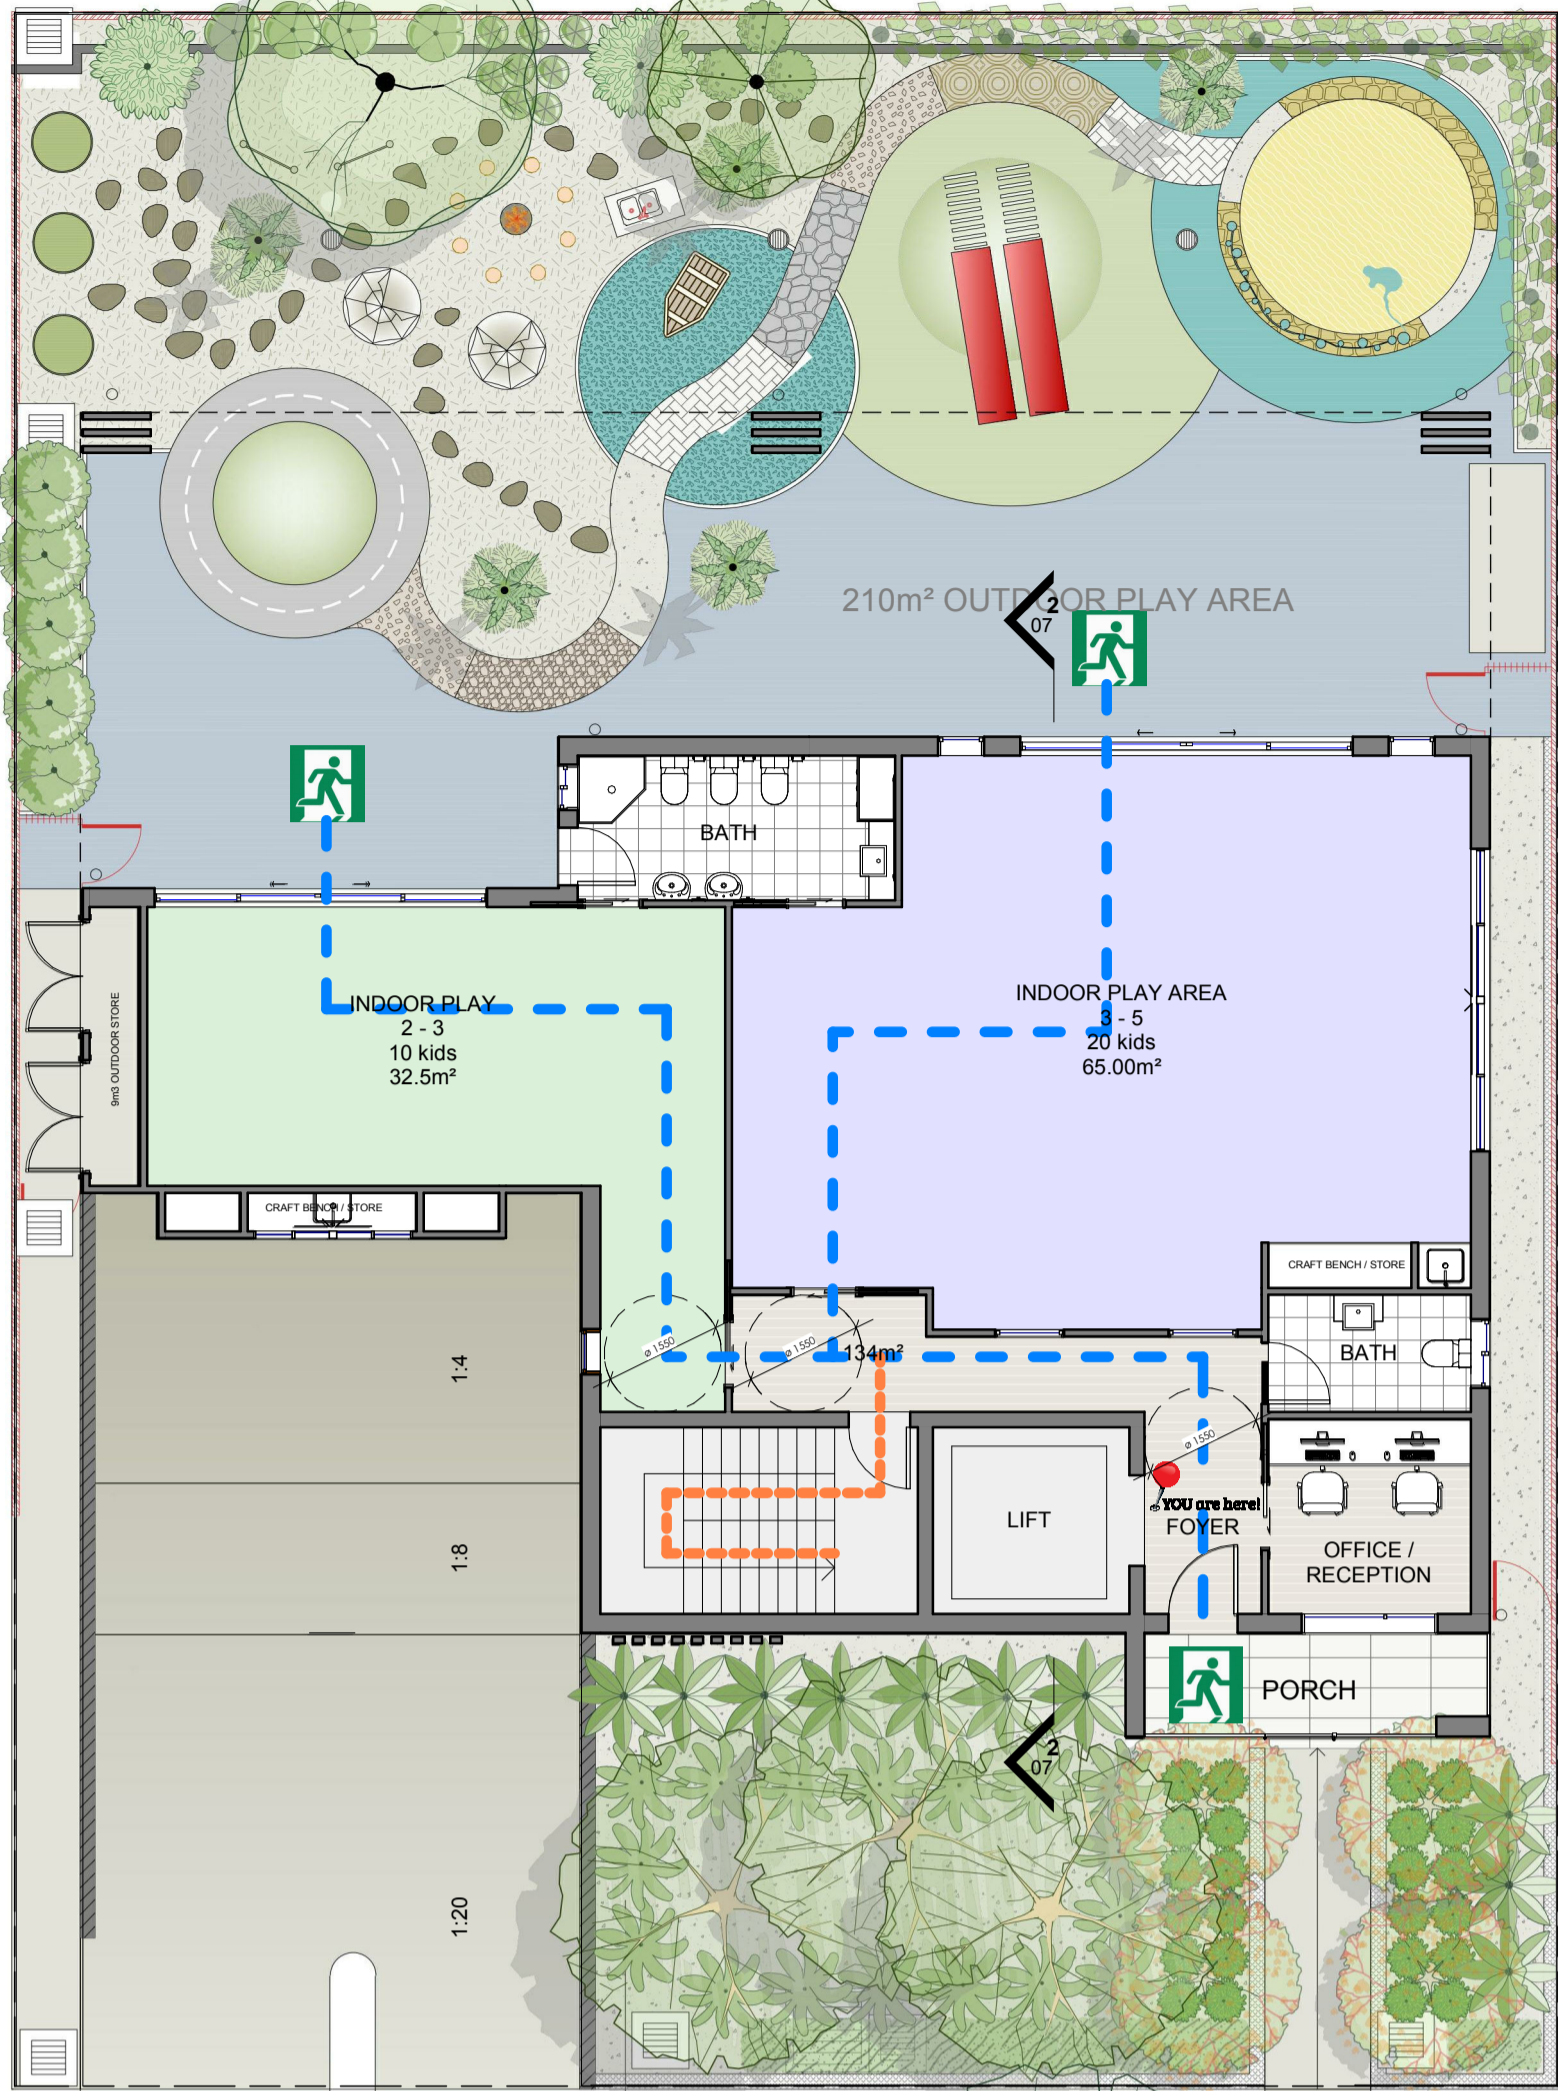 210m² OUTDOOR PLAY AREA
2
07
BATH
INDOOR PLAY
2 - 3
10 kids
32.5m²
INDOOR PLAY AREA
3 - 5
20 kids
65.00m²
9m3 OUTDOOR STORE
CRAFT BENCH / STORE
CRAFT BENCH / STORE
ø 1550
ø 1550
134m²
BATH
1:4
ø 1550
YOU are here!
FOYER
LIFT
OFFICE /
RECEPTION
1:8
PORCH
2
07
1:20